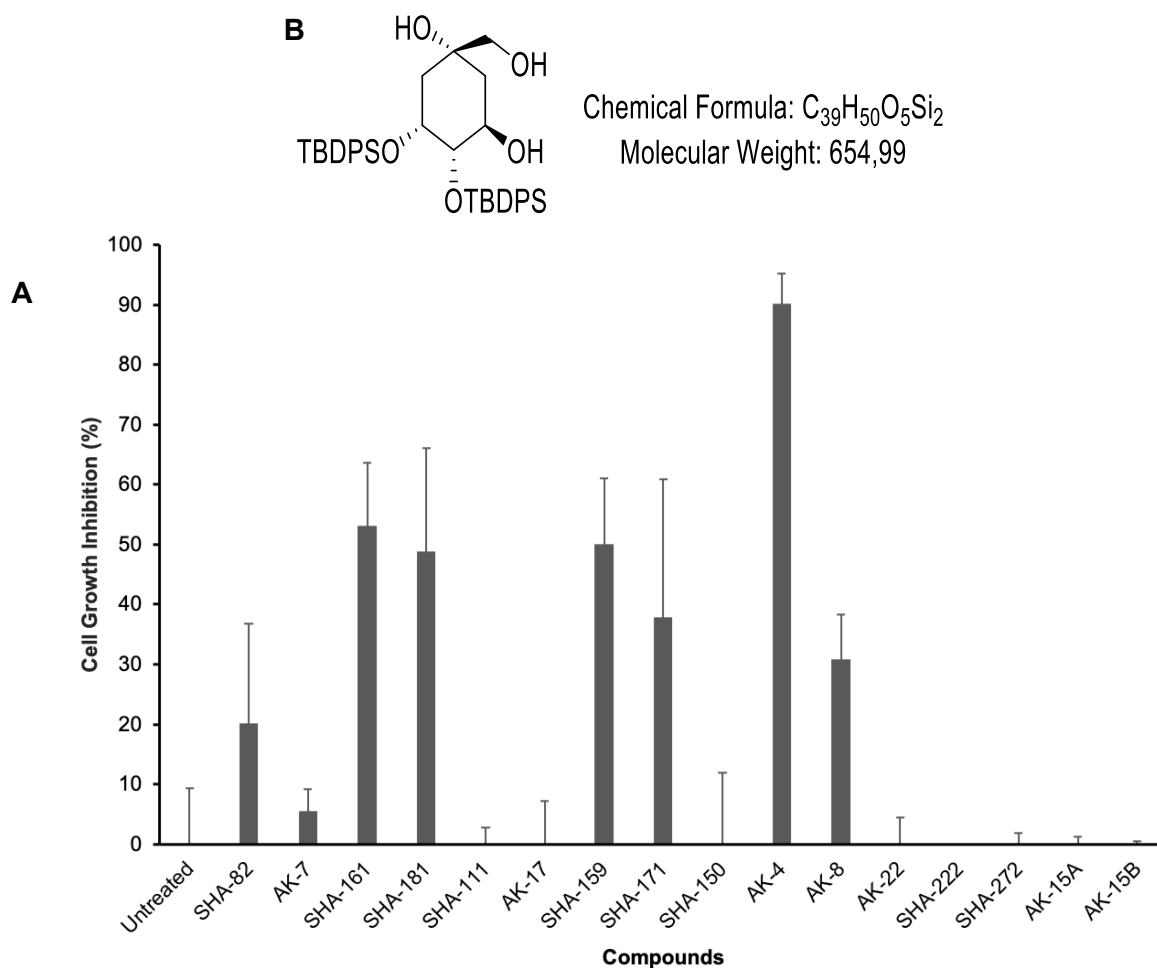 B
HO
OH
TBDPSO
OH
OTBDPS
Chemical Formula: C₃₉H₅₀O₅Si₂
Molecular Weight: 654,99
A
Cell Growth Inhibition (%)
100
90
80
70
60
50
40
30
20
10
0
Untreated
SHA-82
AK-7
SHA-161
SHA-181
SHA-111
AK-17
SHA-159
SHA-171
SHA-150
AK-4
AK-8
AK-22
SHA-222
SHA-272
AK-15A
AK-15B
Compounds